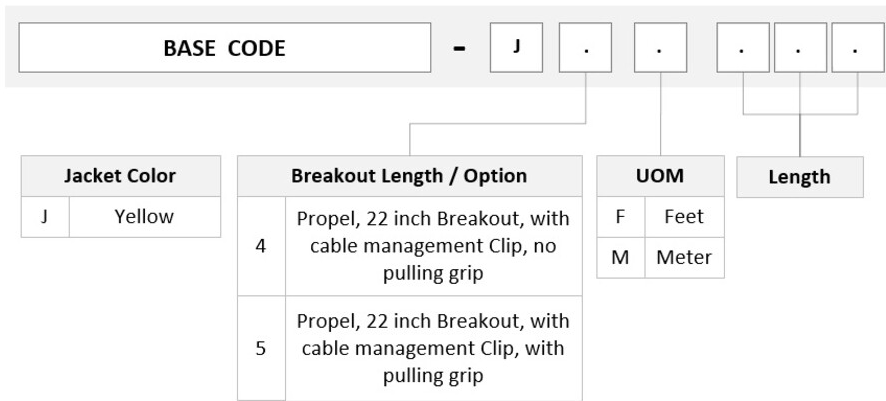 BASE CODE - J . . . . .
Jacket Color
J Yellow
Breakout Length / Option
4 Propel, 22 inch Breakout, with
cable management Clip, no
pulling grip
5 Propel, 22 inch Breakout, with
cable management Clip, with
pulling grip
UOM
F Feet
M Meter
Length